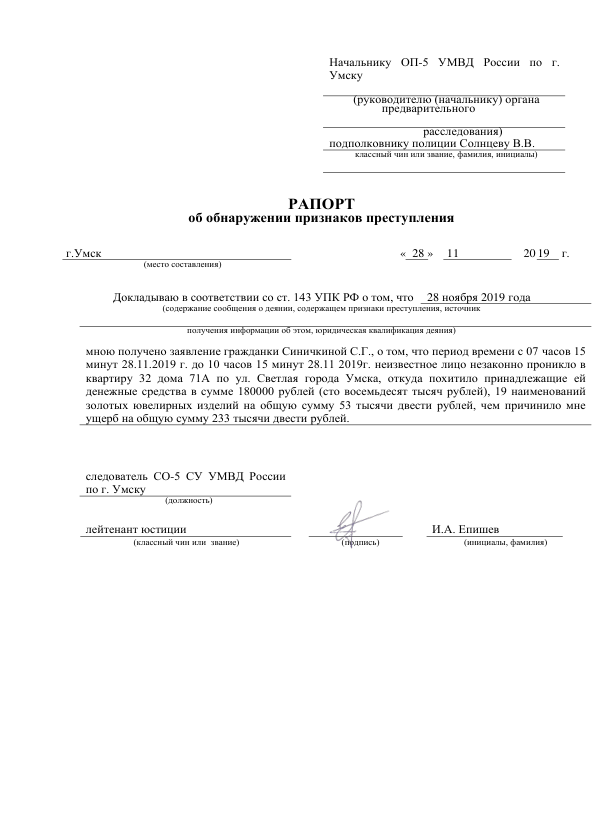 Начальнику ОП-5 УМВД России по г.
Умску
(руководителю (начальнику) органа
предварительного
расследования)
подполковнику полиции Солнцеву В.В.
классный чин или звание, фамилия, инициалы)
РАПОРТ
об обнаружении признаков преступления
г.Умск « 28 » 11 20 19 г.
(место составления)
Докладываю в соответствии со ст. 143 УПК РФ о том, что 28 ноября 2019 года
(содержание сообщения о деянии, содержащем признаки преступления, источник
получения информации об этом, юридическая квалификация деяния)
мною получено заявление гражданки Синичкиной С.Г., о том, что период времени с 07 часов 15
минут 28.11.2019 г. до 10 часов 15 минут 28.11 2019г. неизвестное лицо незаконно проникло в
квартиру 32 дома 71А по ул. Светлая города Умска, откуда похитило принадлежащие ей
денежные средства в сумме 180000 рублей (сто восемьдесят тысяч рублей), 19 наименований
золотых ювелирных изделий на общую сумму 53 тысячи двести рублей, чем причинило мне
ущерб на общую сумму 233 тысячи двести рублей.
следователь СО-5 СУ УМВД России
по г. Умску
(должность)
лейтенант юстиции И.А. Епишев
(классный чин или звание) (подпись) (инициалы, фамилия)